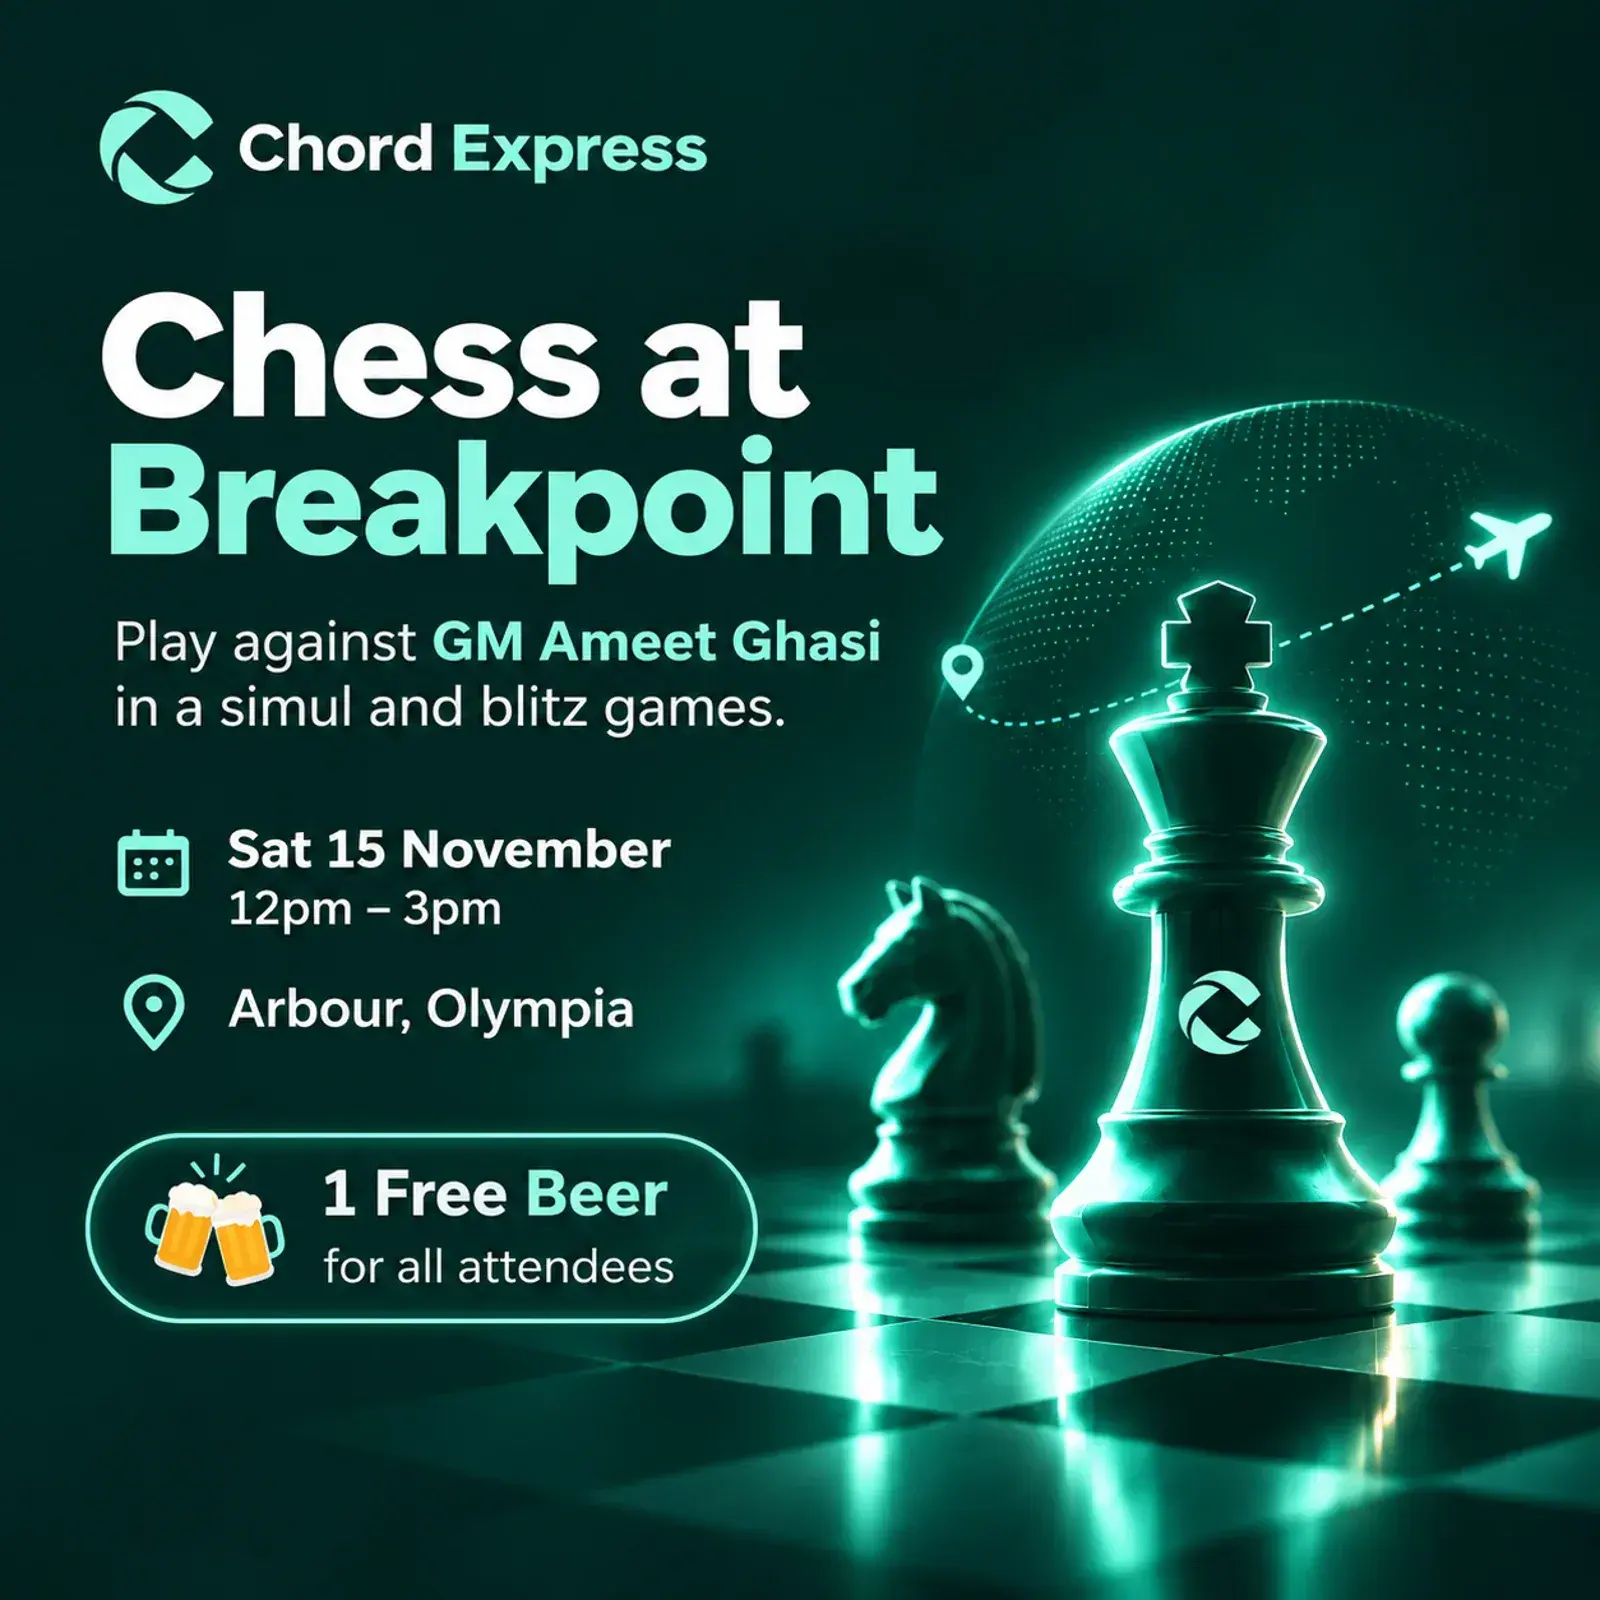 Chord Express
Chess at
Breakpoint
Play against GM Ameet Ghasi
in a simul and blitz games.
Sat 15 November
12pm – 3pm
Arbour, Olympia
1 Free Beer
for all attendees